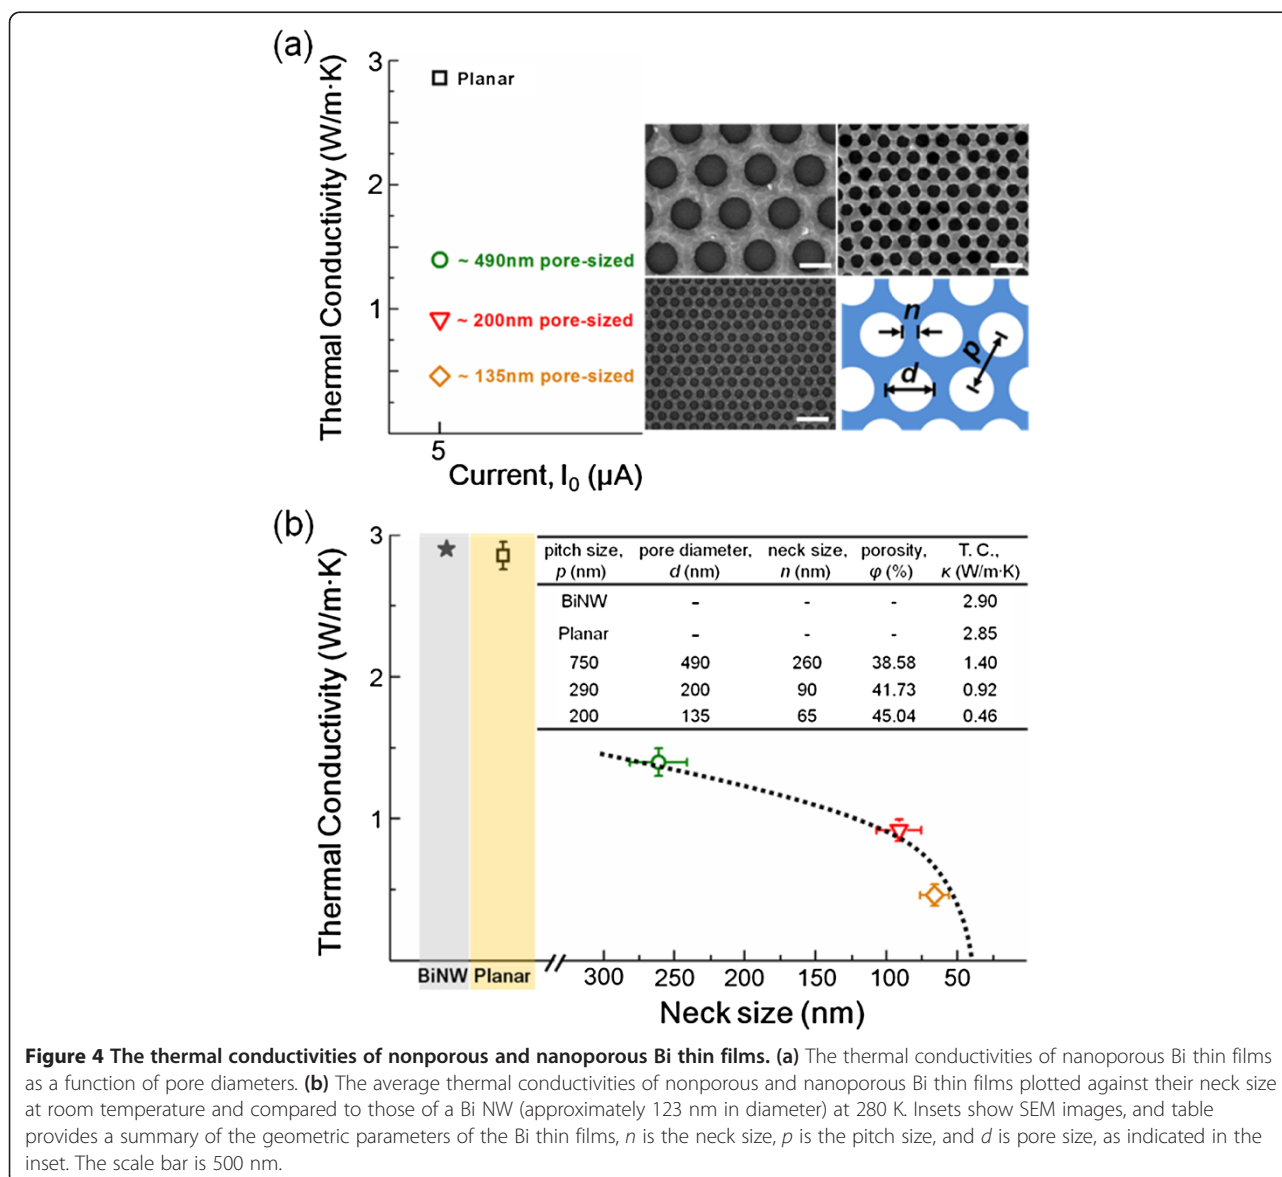 (a)
Thermal Conductivity (W/m·K)
3
2
1
Planar
~ 490nm pore-sized
~ 200nm pore-sized
~ 135nm pore-sized
5
Current, I₀ (µA)
n
p
d
(b)
Thermal Conductivity (W/m·K)
3
2
1
pitch size, pore diameter, neck size, porosity, T. C.,
p (nm) d (nm) n (nm) φ (%) κ (W/m·K)
BiNW - - - 2.90
Planar - - - 2.85
750 490 260 38.58 1.40
290 200 90 41.73 0.92
200 135 65 45.04 0.46
BiNW Planar 300 250 200 150 100 50
Neck size (nm)
Figure 4 The thermal conductivities of nonporous and nanoporous Bi thin films. (a) The thermal conductivities of nanoporous Bi thin films
as a function of pore diameters. (b) The average thermal conductivities of nonporous and nanoporous Bi thin films plotted against their neck size
at room temperature and compared to those of a Bi NW (approximately 123 nm in diameter) at 280 K. Insets show SEM images, and table
provides a summary of the geometric parameters of the Bi thin films, n is the neck size, p is the pitch size, and d is pore size, as indicated in the
inset. The scale bar is 500 nm.